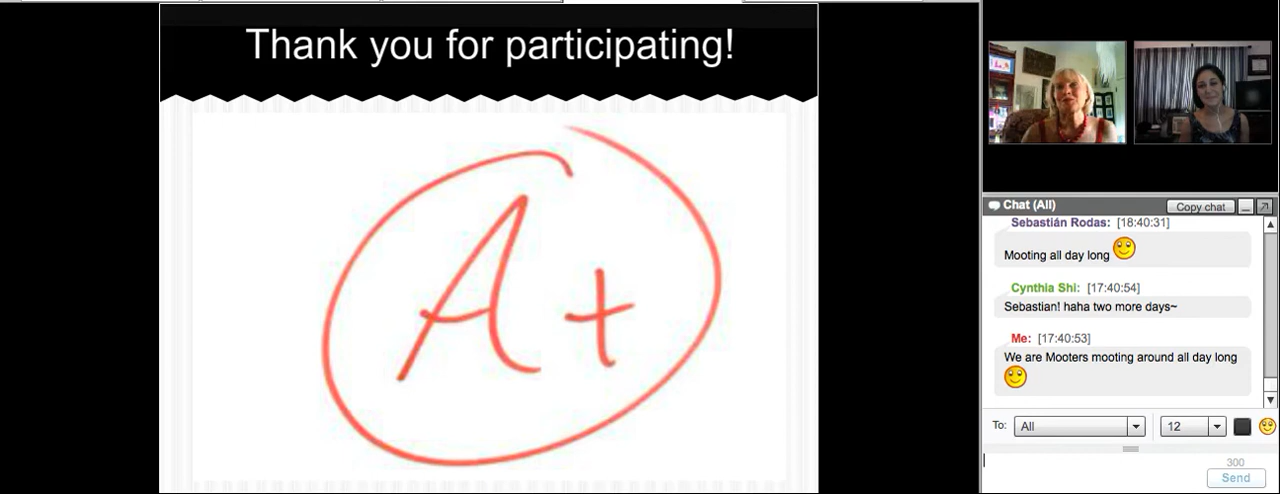 Thank you for participating!
A+
Chat (All)
Copy chat
Sebastián Rodas: [18:40:31]
Mooting all day long
Cynthia Shi: [17:40:54]
Sebastian! haha two more days~
Me: [17:40:53]
We are Mooters mooting around all day long
To: All 12
300
Send